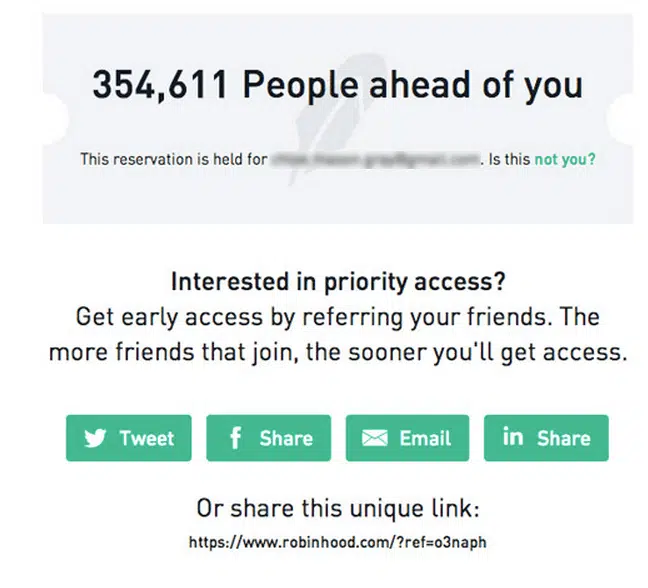 354,611 People ahead of you
This reservation is held for . Is this not you?
Interested in priority access?
Get early access by referring your friends. The
more friends that join, the sooner you'll get access.
Tweet
Share
Email
in Share
Or share this unique link:
https://www.robinhood.com/?ref=o3naph